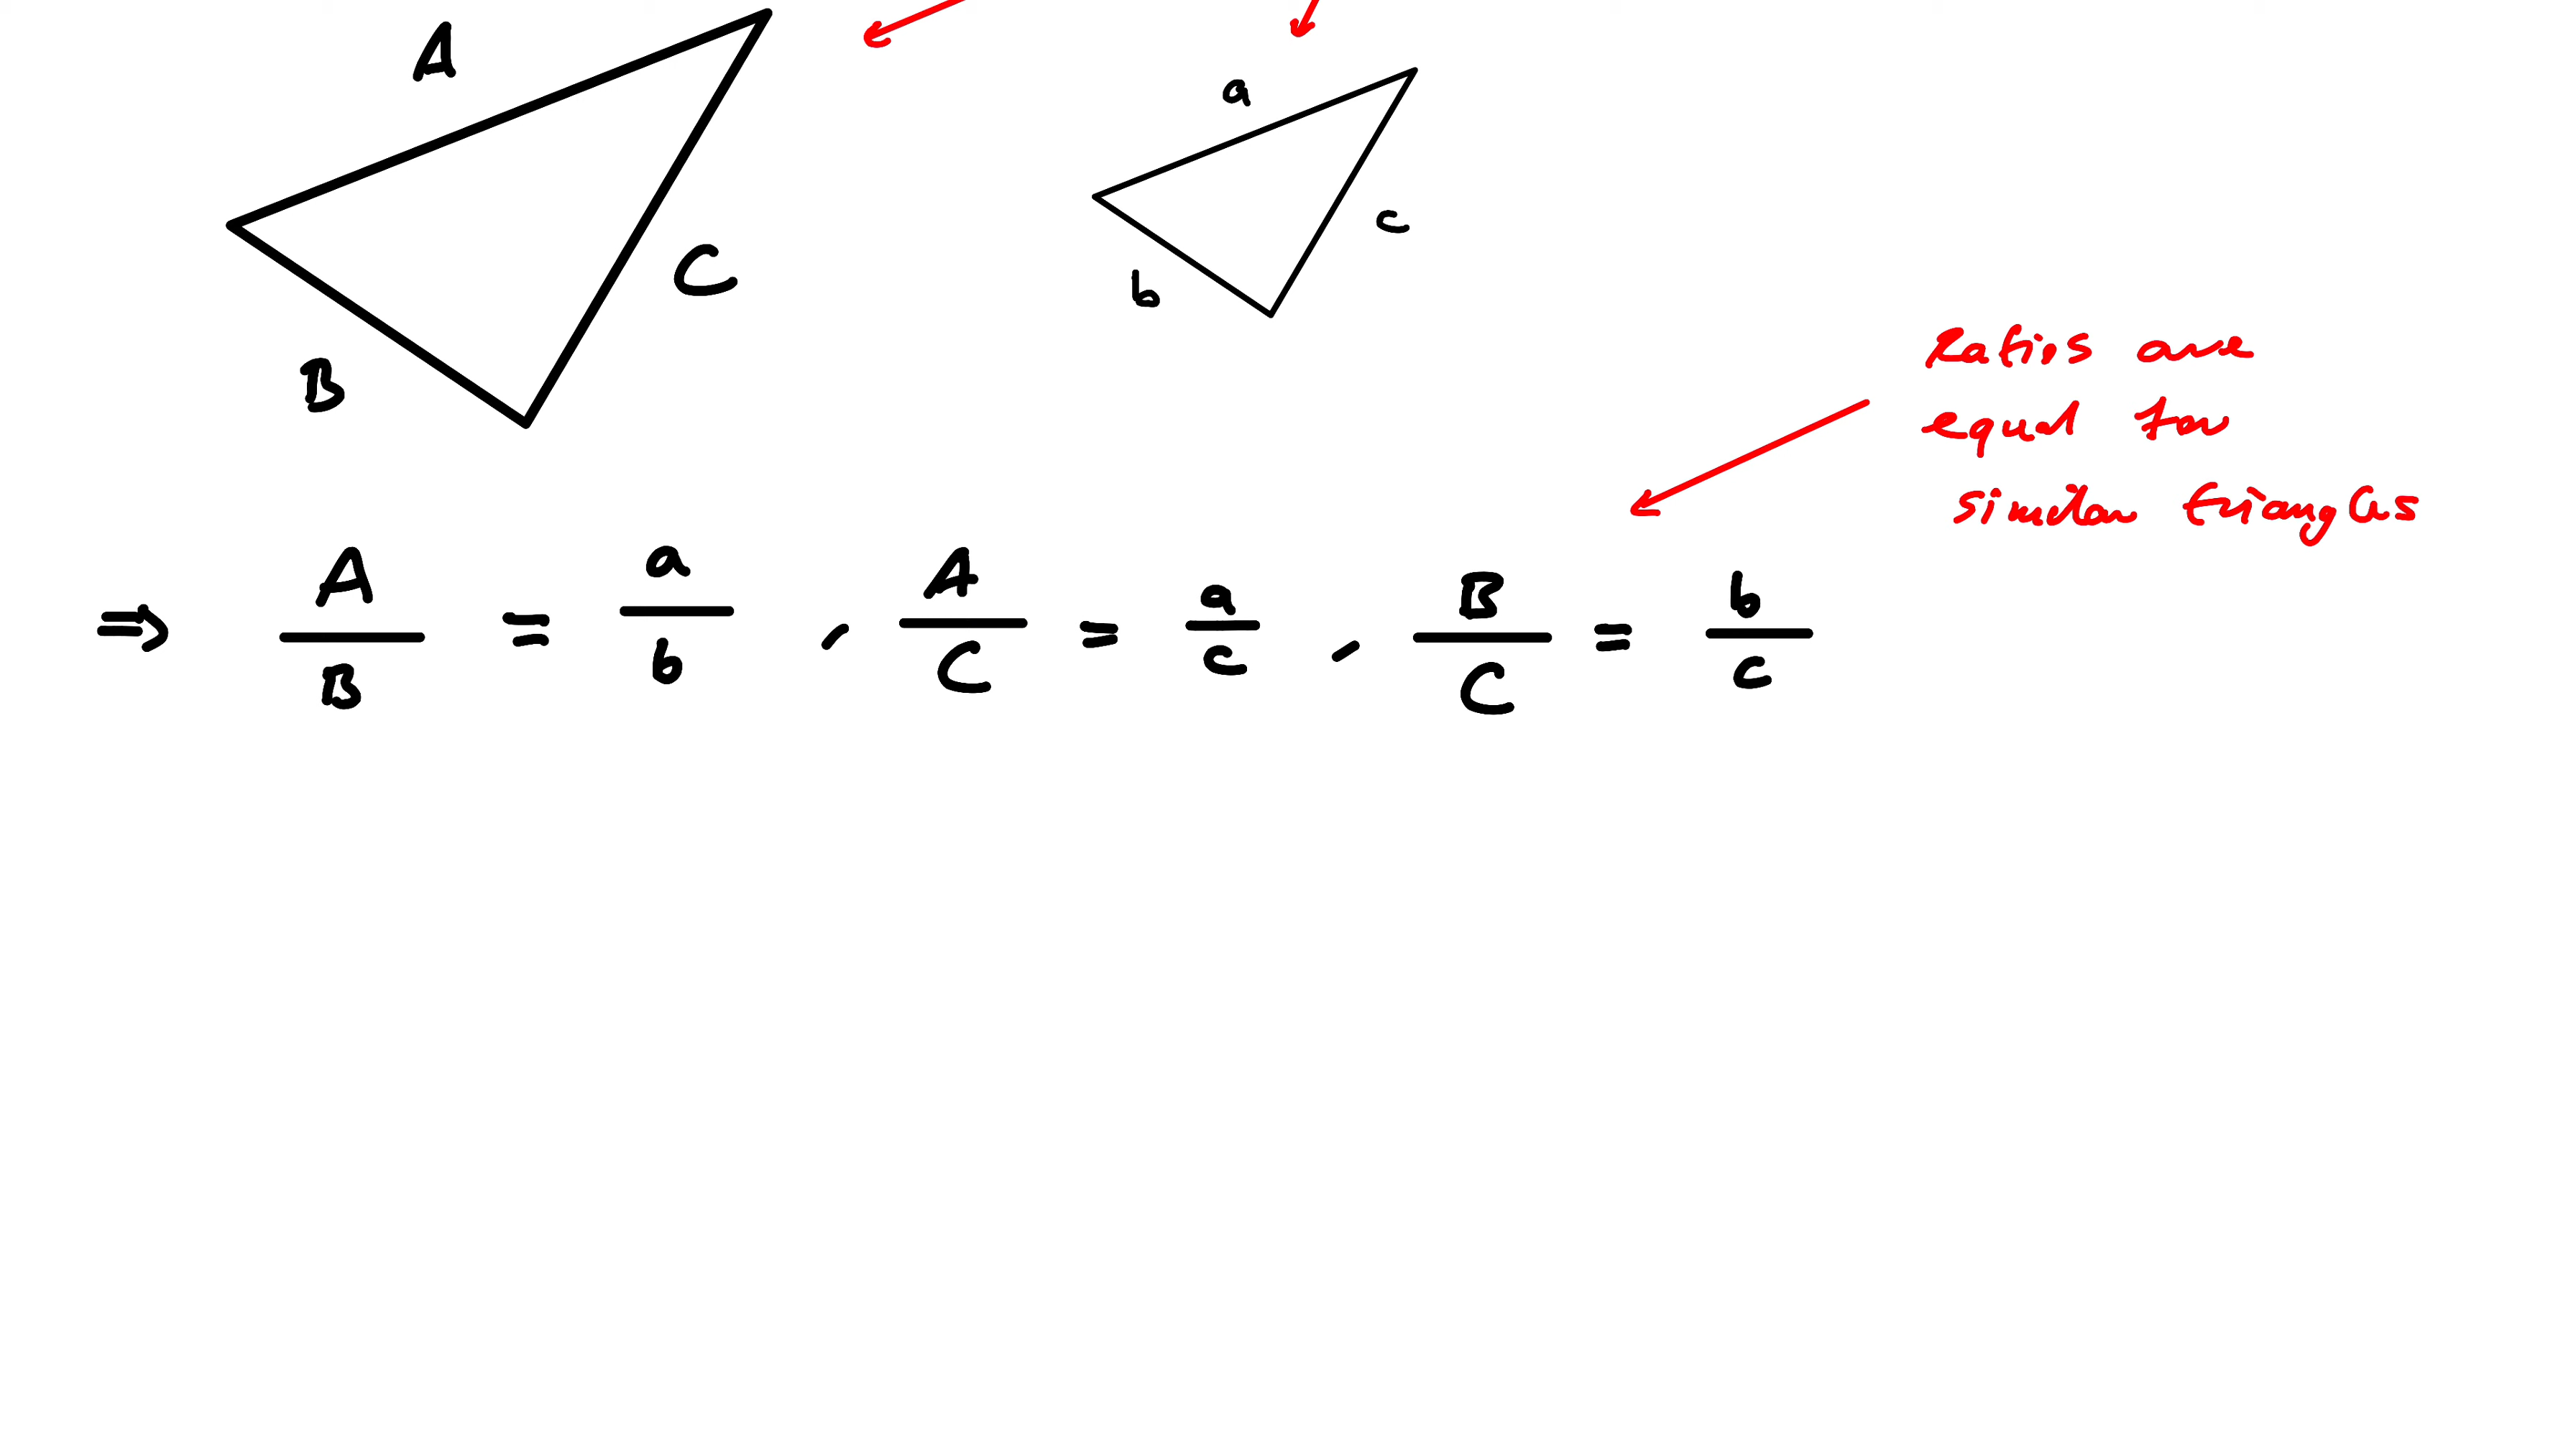 A
a
C
c
B
b
Ratios are
equal for
similar triangles
⇒ A/B = a/b , A/C = a/c , B/C = b/c